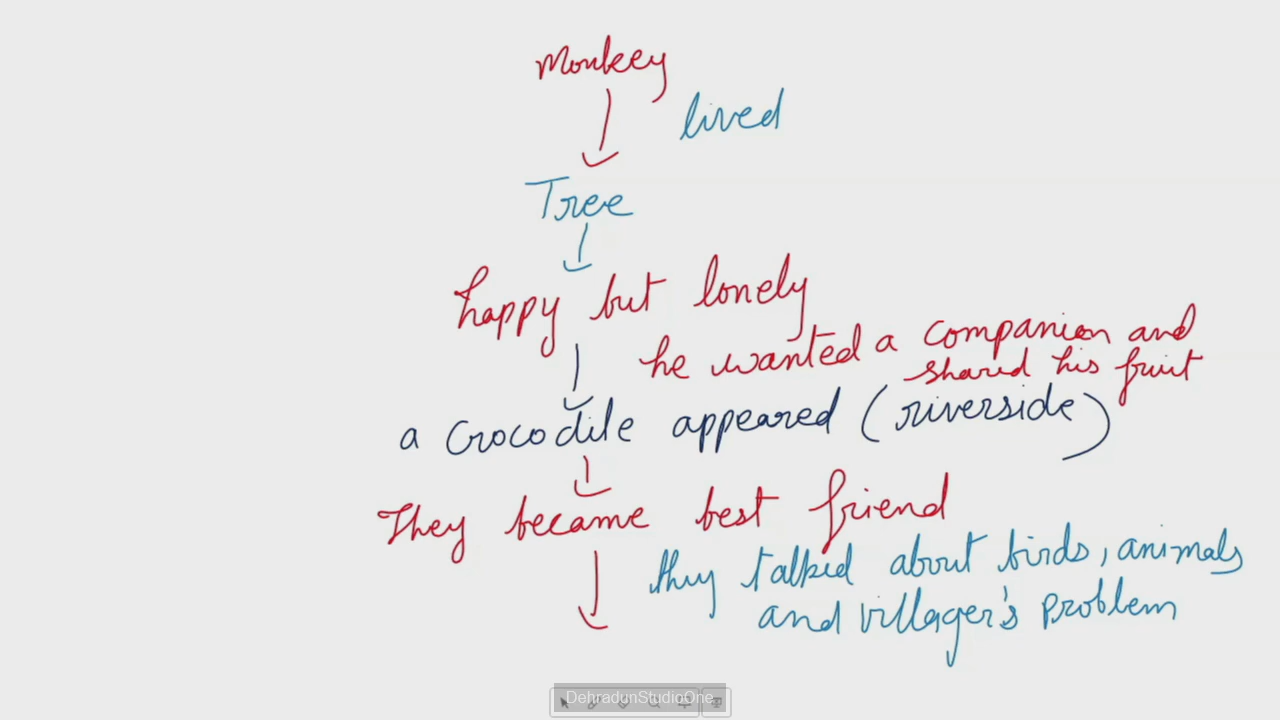 Monkey
lived
Tree
happy but lonely
he wanted a companion and
shared his fruit
a crocodile appeared (riverside)
They became best friend
they talked about birds, animals
and villager's problem
DehradunStudioOne